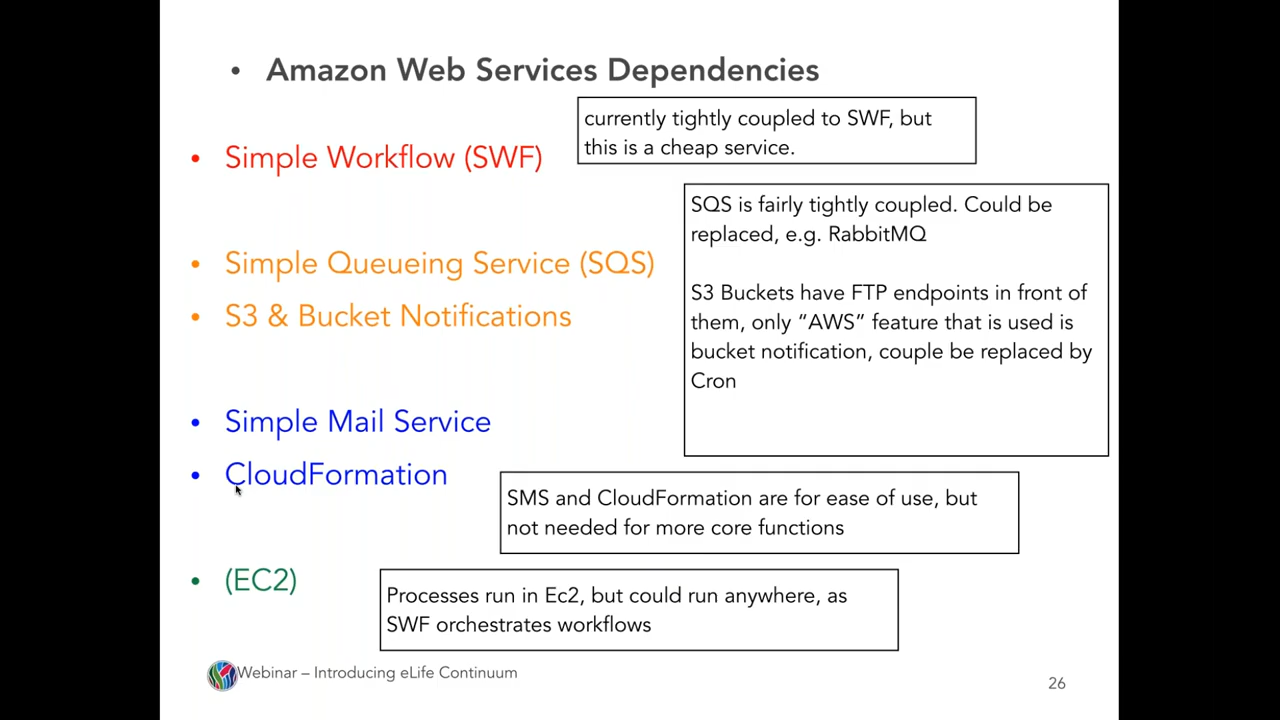 • Amazon Web Services Dependencies
currently tightly coupled to SWF, but
this is a cheap service.
• Simple Workflow (SWF)
SQS is fairly tightly coupled. Could be
replaced, e.g. RabbitMQ
• Simple Queueing Service (SQS)
S3 Buckets have FTP endpoints in front of
them, only “AWS” feature that is used is
bucket notification, couple be replaced by
Cron
• S3 & Bucket Notifications
• Simple Mail Service
• CloudFormation
SMS and CloudFormation are for ease of use, but
not needed for more core functions
• (EC2)
Processes run in Ec2, but could run anywhere, as
SWF orchestrates workflows
Webinar – Introducing eLife Continuum
26